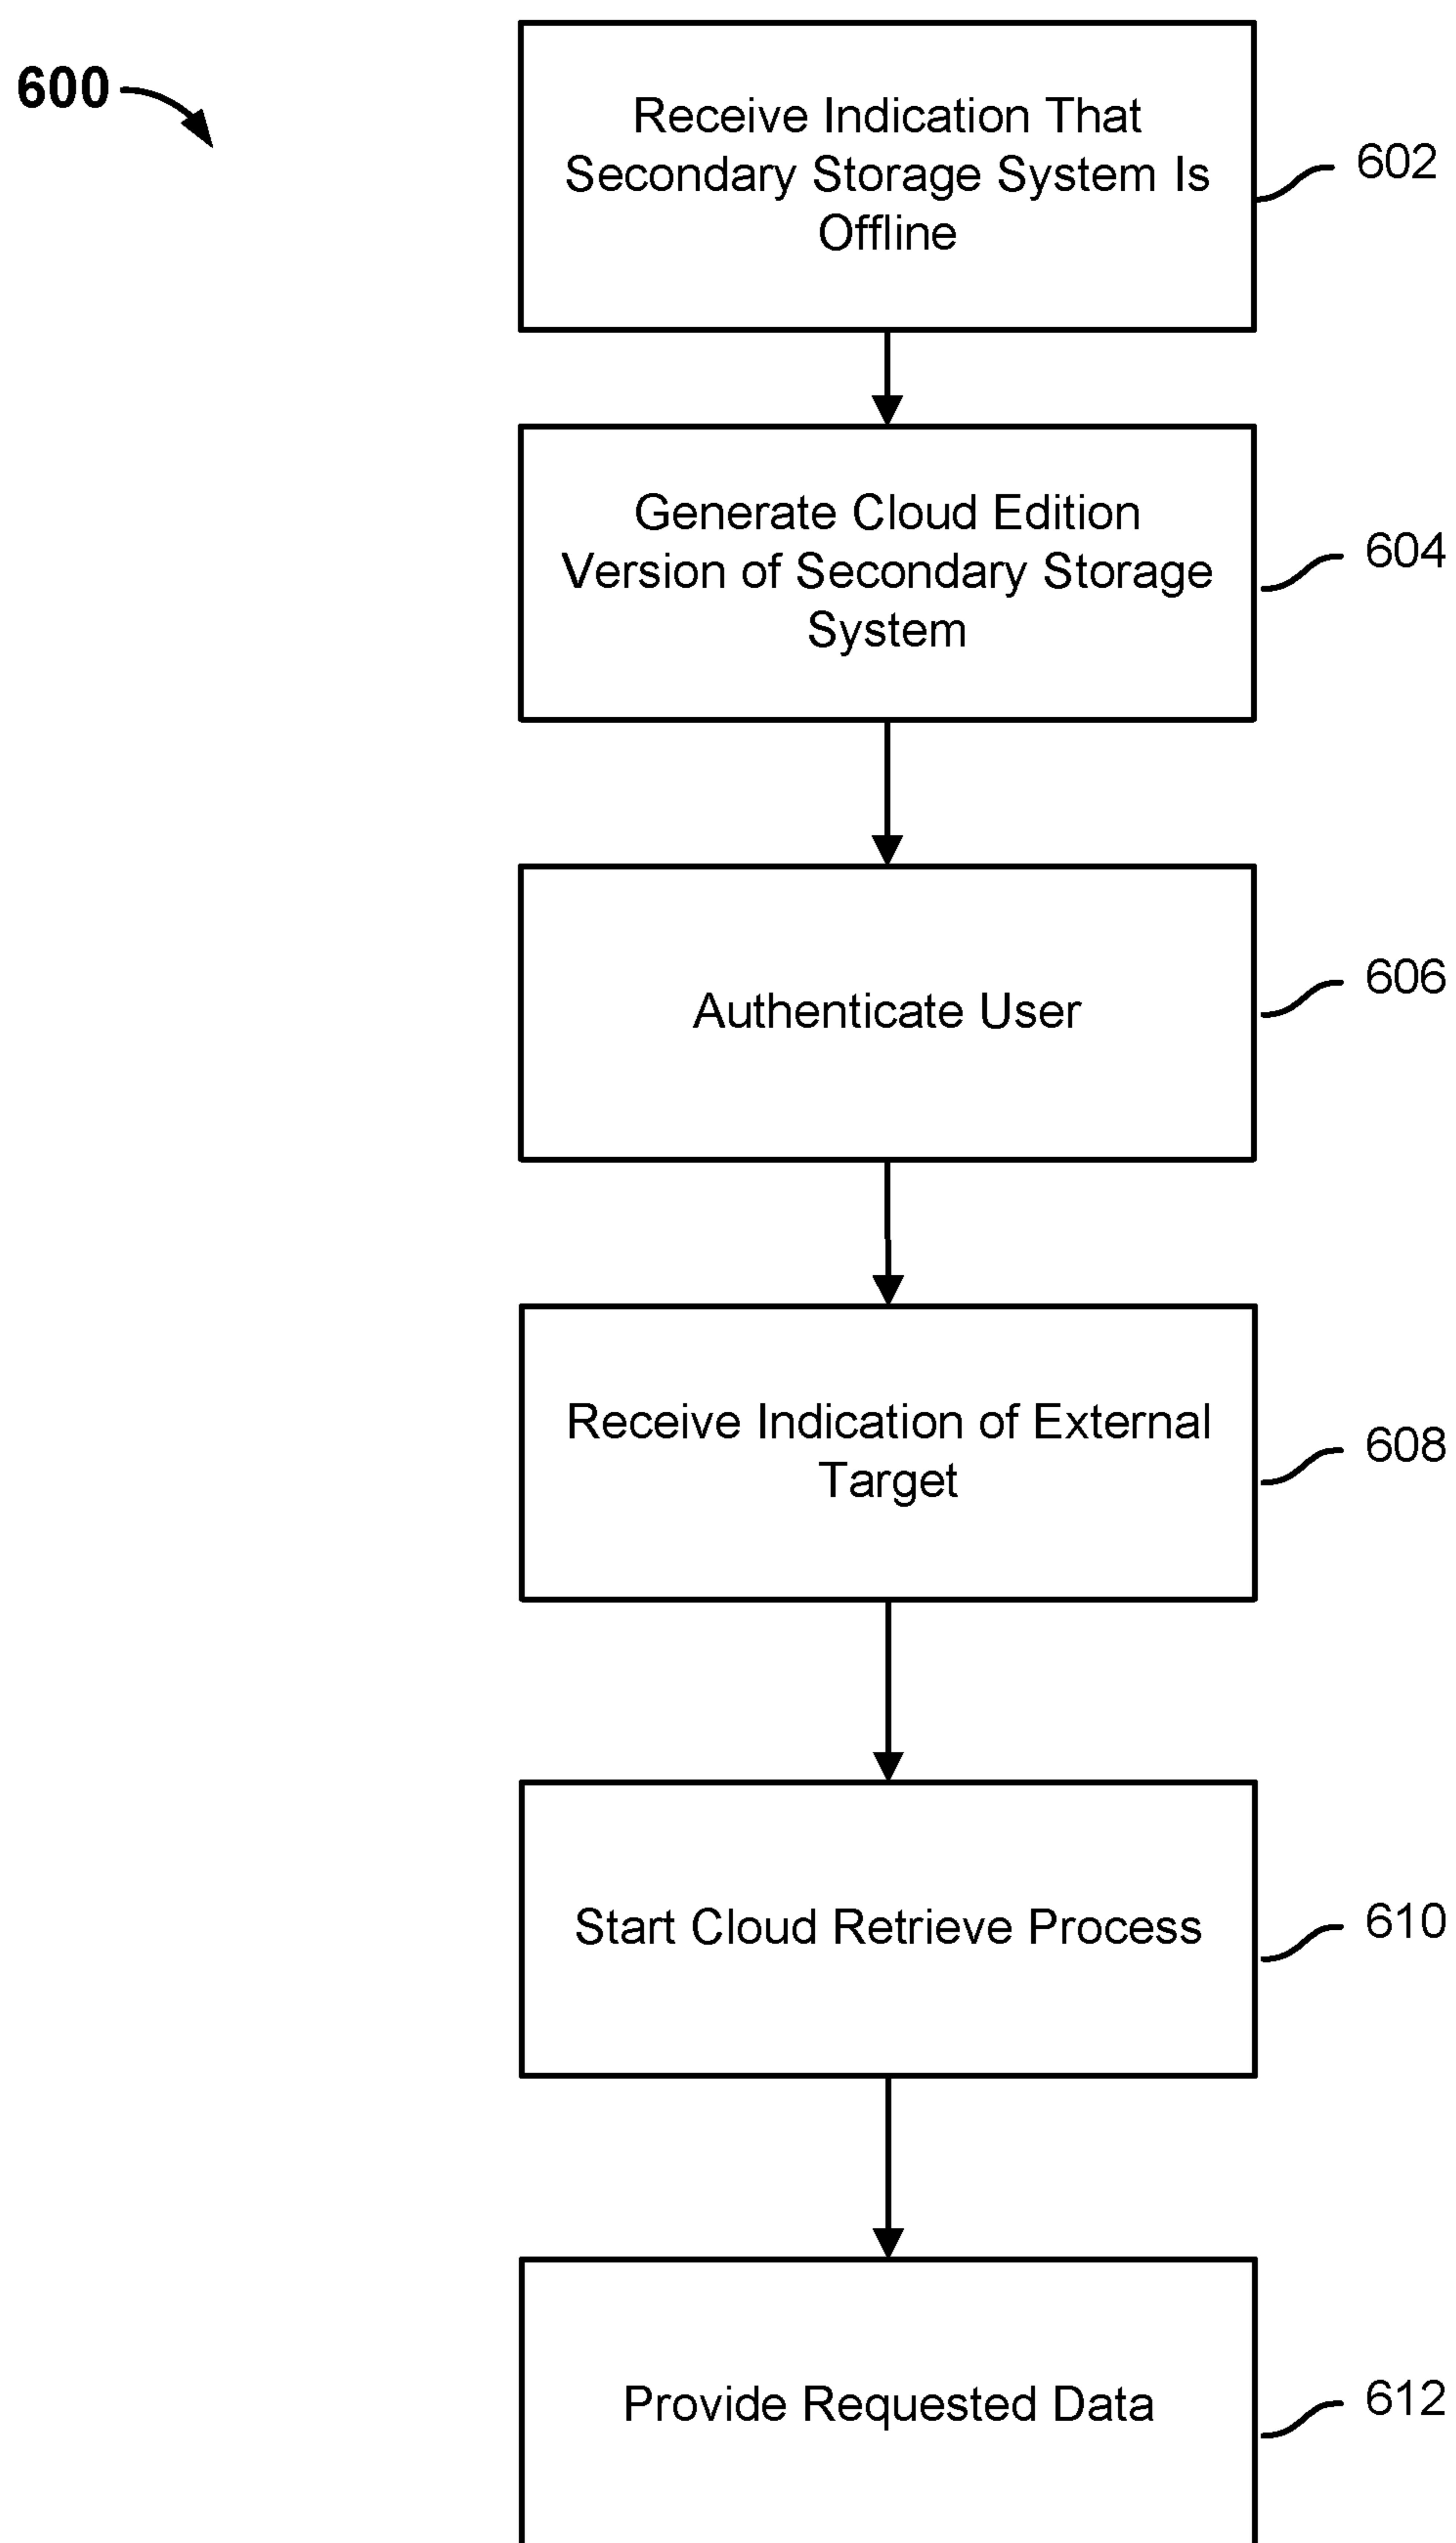 600
Receive Indication That
Secondary Storage System Is
Offline
602
Generate Cloud Edition
Version of Secondary Storage
System
604
Authenticate User
606
Receive Indication of External
Target
608
Start Cloud Retrieve Process
610
Provide Requested Data
612